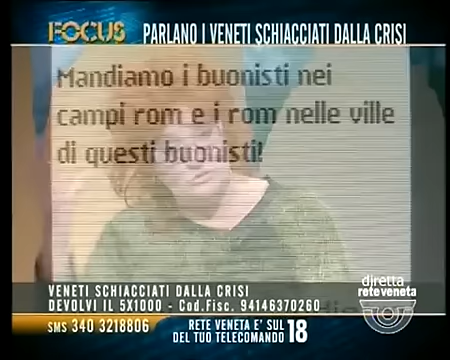 FOCUS PARLANO I VENETI SCHIACCIATI DALLA CRISI
Mandiamo i buonisti nei
campi rom e i rom nelle ville
di questi buonisti!
VENETI SCHIACCIATI DALLA CRISI
DEVOLVI IL 5X1000 - Cod.Fisc. 94146370260
diretta
reteveneta
SMS 340 3218806
RETE VENETA E' SUL
DEL TUO TELECOMANDO 18